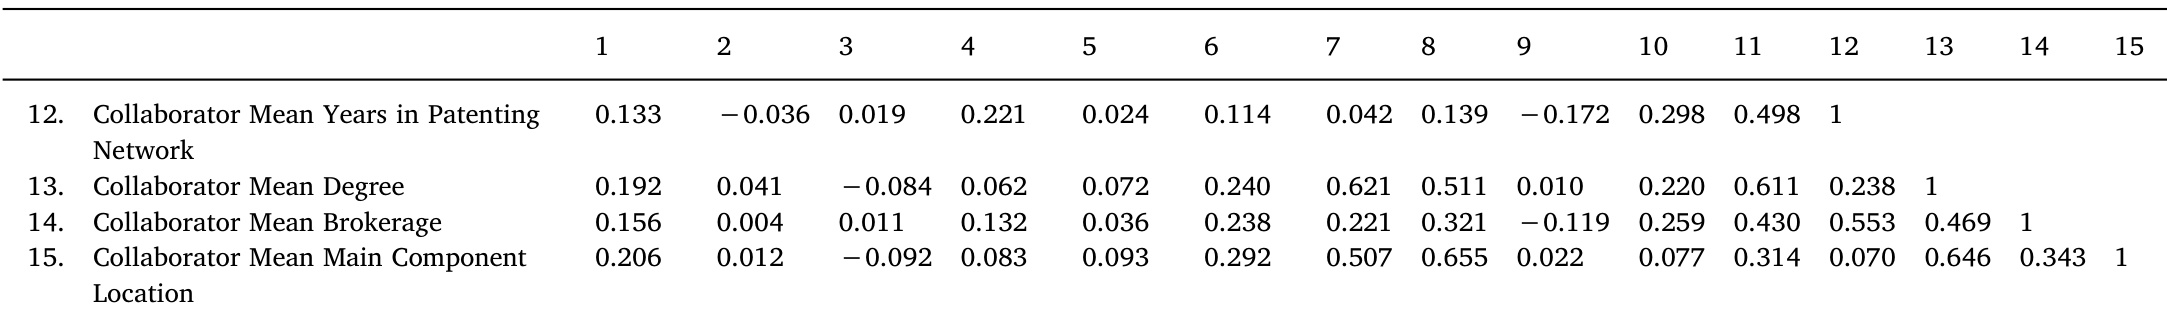 1 2 3 4 5 6 7 8 9 10 11 12 13 14 15
12. Collaborator Mean Years in Patenting 0.133 −0.036 0.019 0.221 0.024 0.114 0.042 0.139 −0.172 0.298 0.498 1
Network
13. Collaborator Mean Degree 0.192 0.041 −0.084 0.062 0.072 0.240 0.621 0.511 0.010 0.220 0.611 0.238 1
14. Collaborator Mean Brokerage 0.156 0.004 0.011 0.132 0.036 0.238 0.221 0.321 −0.119 0.259 0.430 0.553 0.469 1
15. Collaborator Mean Main Component 0.206 0.012 −0.092 0.083 0.093 0.292 0.507 0.655 0.022 0.077 0.314 0.070 0.646 0.343 1
Location